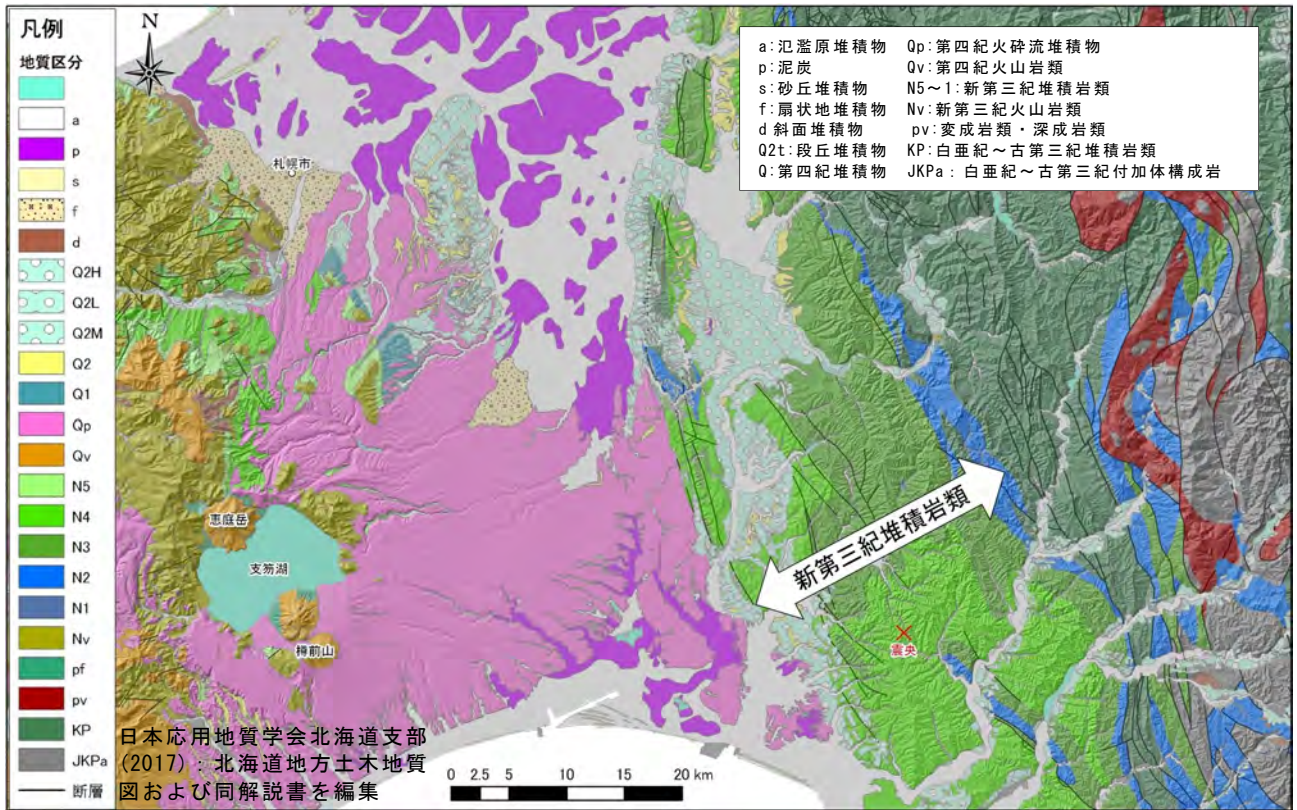 凡例
地質区分
a
p
s
f
d
Q2H
Q2L
Q2M
Q2
Q1
Qp
Qv
N5
N4
N3
N2
N1
Nv
pf
pv
KP
JKPa
断層
N
a:氾濫原堆積物 Qp:第四紀火砕流堆積物
p:泥炭 Qv:第四紀火山岩類
s:砂丘堆積物 N5~1:新第三紀堆積岩類
f:扇状地堆積物 Nv:新第三紀火山岩類
d 斜面堆積物 pv:変成岩類・深成岩類
Q2t:段丘堆積物 KP:白亜紀~古第三紀堆積岩類
Q:第四紀堆積物 JKPa:白亜紀~古第三紀付加体構成岩
札幌市
恵庭岳
支笏湖
樽前山
新第三紀堆積岩類
震央
日本応用地質学会北海道支部
(2017):北海道地方土木地質
図および同解説書を編集
0 2.5 5 10 15 20 km